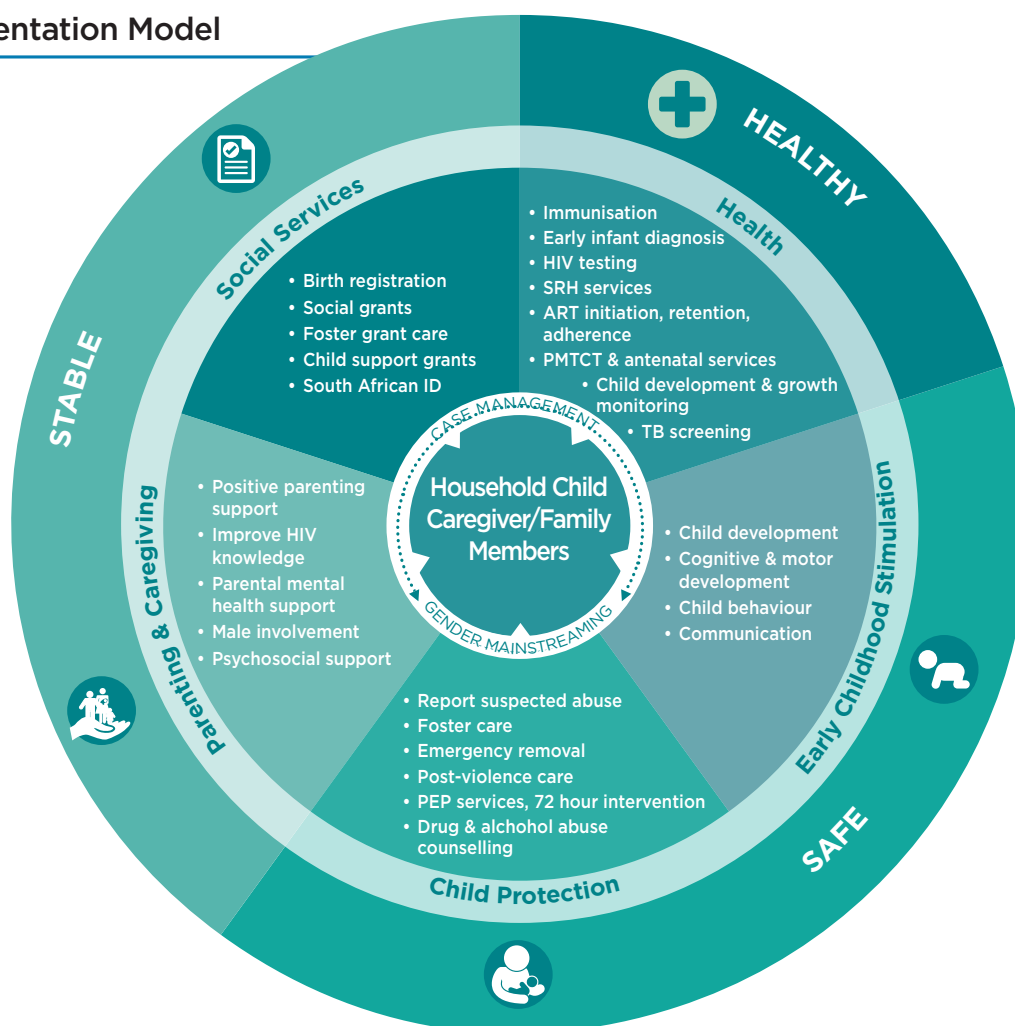 entation Model
HEALTHY
Health
• Immunisation
• Early infant diagnosis
• HIV testing
• SRH services
• ART initiation, retention,
adherence
• PMTCT & antenatal services
• Child development & growth
monitoring
• TB screening
Social Services
• Birth registration
• Social grants
• Foster grant care
• Child support grants
• South African ID
STABLE
CASE MANAGEMENT
Household Child
Caregiver/Family
Members
GENDER MAINSTREAMING
Parenting & Caregiving
• Positive parenting
support
• Improve HIV
knowledge
• Parental mental
health support
• Male involvement
• Psychosocial support
Early Childhood Stimulation
• Child development
• Cognitive & motor
development
• Child behaviour
• Communication
• Report suspected abuse
• Foster care
• Emergency removal
• Post-violence care
• PEP services, 72 hour intervention
• Drug & alchohol abuse
counselling
Child Protection
SAFE